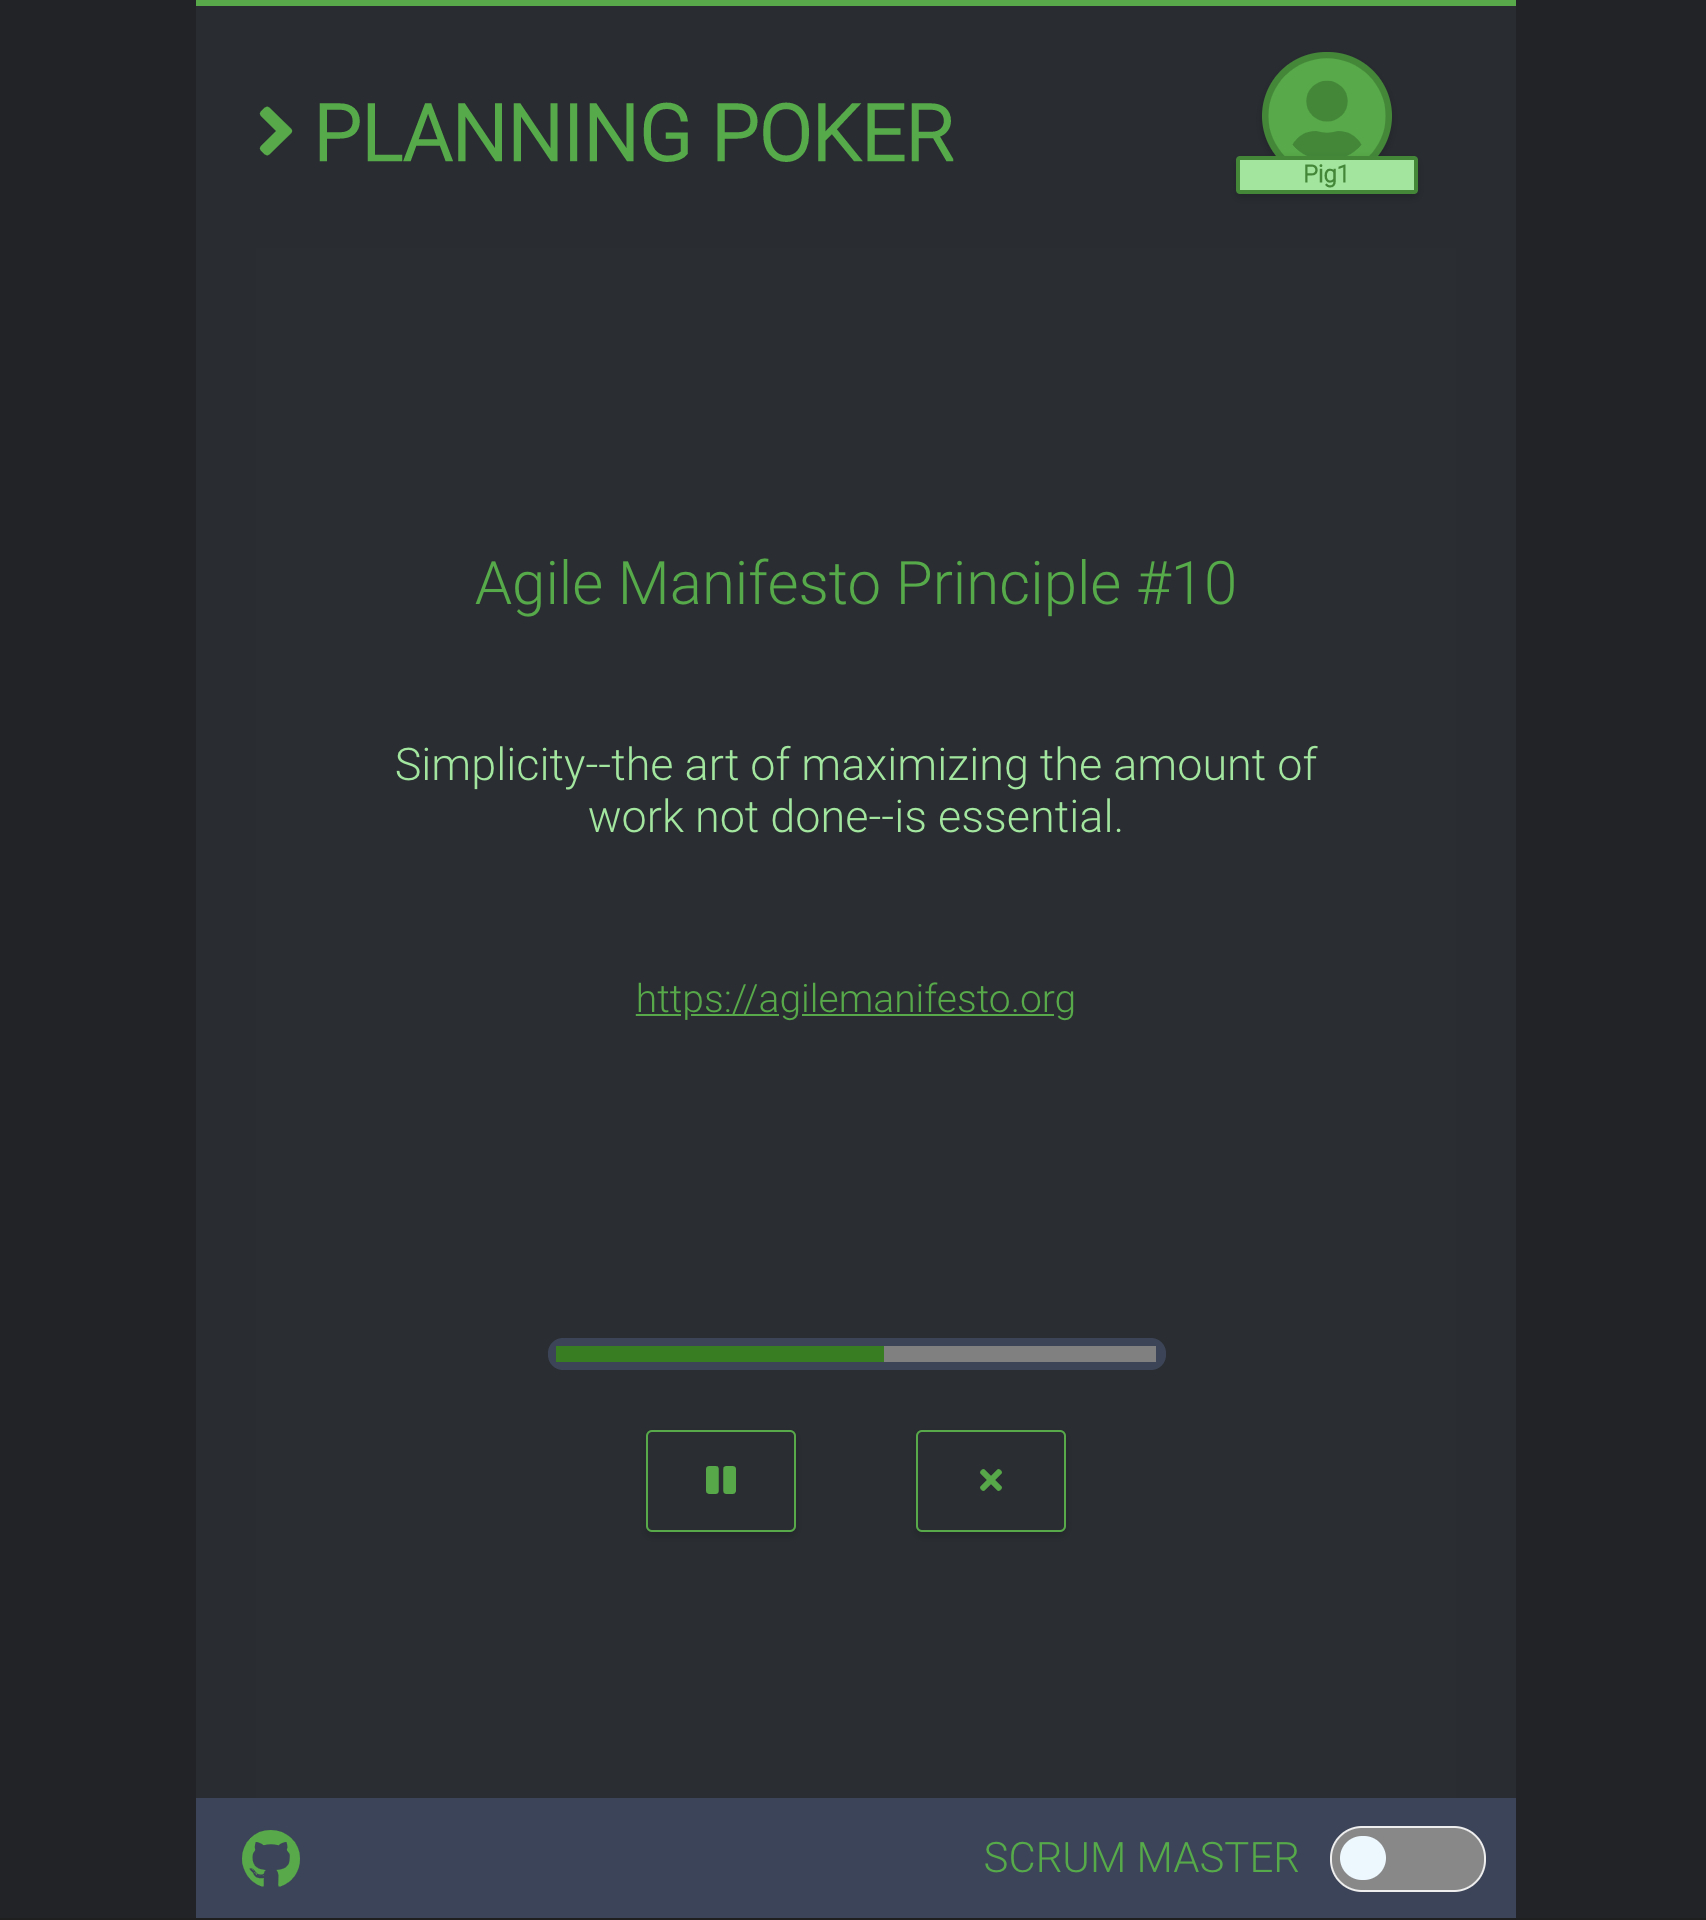 PLANNING POKER
Pig1
Agile Manifesto Principle #10
Simplicity--the art of maximizing the amount of
work not done--is essential.
https://agilemanifesto.org
SCRUM MASTER